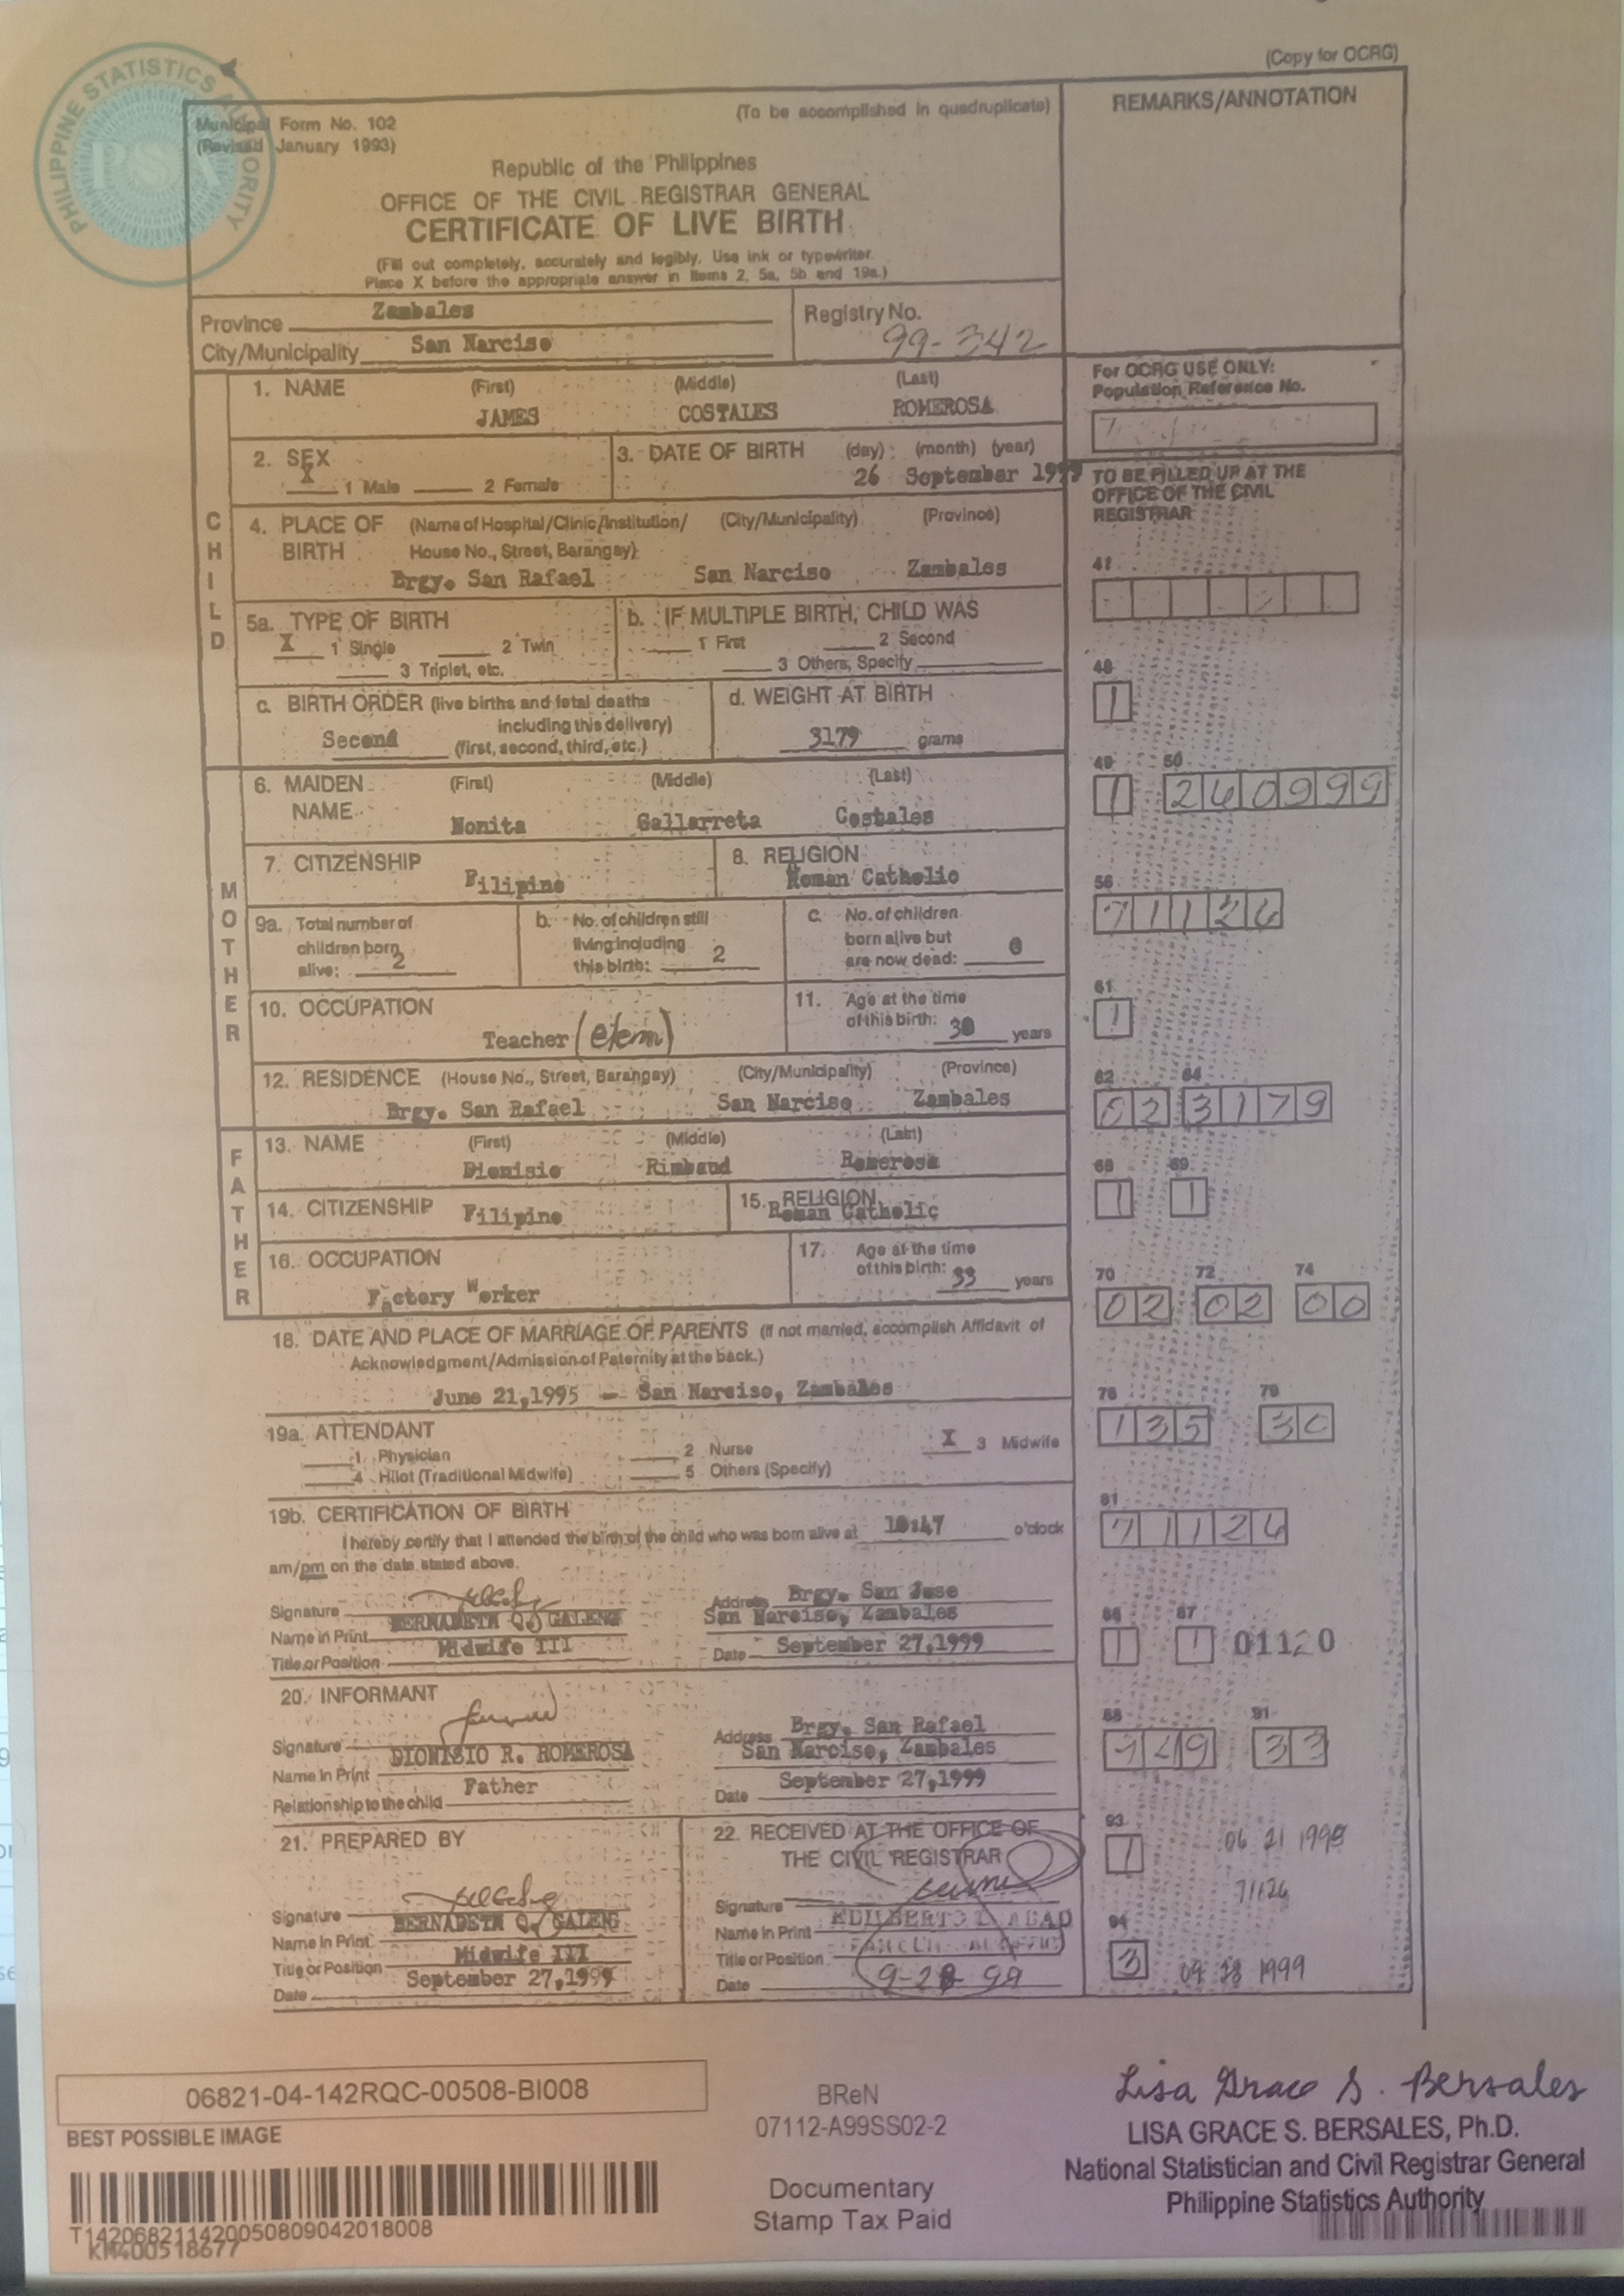 (Copy for OCRG)
PHILIPPINE STATISTICS AUTHORITY
PSA
Municipal Form No. 102
(To be accomplished in quadruplicate)
REMARKS/ANNOTATION
(Revised January 1993)
Republic of the Philippines
OFFICE OF THE CIVIL REGISTRAR GENERAL
CERTIFICATE OF LIVE BIRTH
(Fill out completely, accurately and legibly. Use ink or typewriter.
Place X before the appropriate answer in Items 2, 5a, 5b and 19a.)
Province Zambales
Registry No.
City/Municipality San Narciso
99-342
For OCRG USE ONLY:
Population Reference No.
CHILD
1. NAME (First) (Middle) (Last)
JAMES COSTALES ROMEROSA
2. SEX
X 1 Male 2 Female
3. DATE OF BIRTH (day) (month) (year)
26 September 1999
TO BE FILLED UP AT THE
OFFICE OF THE CIVIL
REGISTRAR
4. PLACE OF (Name of Hospital/Clinic/Institution/ (City/Municipality) (Province)
BIRTH House No., Street, Barangay)
Brgy. San Rafael San Narciso Zambales
41
5a. TYPE OF BIRTH
X 1 Single 2 Twin
3 Triplet, etc.
b. IF MULTIPLE BIRTH, CHILD WAS
1 First 2 Second
3 Others, Specify
48
1
c. BIRTH ORDER (live births and fetal deaths
including this delivery)
Second (first, second, third, etc.)
d. WEIGHT AT BIRTH
3179 grams
MOTHER
6. MAIDEN (First) (Middle) (Last)
NAME
Nonita Gallarreta Costales
49 50
1 260999
7. CITIZENSHIP
Filipino
8. RELIGION
Roman Catholic
56
71126
9a. Total number of
children born
alive: 2
b. No. of children still
living including
this birth: 2
c. No. of children
born alive but
are now dead: 0
10. OCCUPATION
Teacher (elem)
11. Age at the time
of this birth: 30 years
61
1
12. RESIDENCE (House No., Street, Barangay) (City/Municipality) (Province)
Brgy. San Rafael San Narciso Zambales
62 64
02 3179
FATHER
13. NAME (First) (Middle) (Last)
Dionisio Rimbaud Romerosa
68 69
1 1
14. CITIZENSHIP Filipino
15. RELIGION
Roman Catholic
16. OCCUPATION
Factory Worker
17. Age at the time
of this birth: 33 years
70 72 74
02 02 00
18. DATE AND PLACE OF MARRIAGE OF PARENTS (If not married, accomplish Affidavit of
Acknowledgment/Admission of Paternity at the back.)
June 21,1995 - San Narciso, Zambales
76 79
135 30
19a. ATTENDANT
1 Physician 2 Nurse X 3 Midwife
4 Hilot (Traditional Midwife) 5 Others (Specify)
19b. CERTIFICATION OF BIRTH
I hereby certify that I attended the birth of the child who was born alive at 10:47 o'clock
am/pm on the date stated above.
81
71126
Signature
Name in Print BERNADETH Q. GALENG
Title or Position Midwife III
Address Brgy. San Jose
San Narciso, Zambales
Date September 27,1999
86 87
1 1 01120
20. INFORMANT
Signature
Name in Print DIONISIO R. ROMEROSA
Relationship to the child Father
Address Brgy. San Rafael
San Narciso, Zambales
Date September 27,1999
88 91
949 33
21. PREPARED BY
Signature
Name in Print BERNADETH Q. GALENG
Title or Position Midwife III
Date September 27,1999
22. RECEIVED AT THE OFFICE OF
THE CIVIL REGISTRAR
Signature
Name in Print EDILBERTO L. ABAD
Title or Position
Date 9-28-99
93
1 06 21 1995
71126
94
3 09 28 1999
06821-04-142RQC-00508-BI008
BEST POSSIBLE IMAGE
T142068211420050809042018008
KM400518677
BReN
07112-A99SS02-2
Documentary
Stamp Tax Paid
Lisa Grace S. Bersales
LISA GRACE S. BERSALES, Ph.D.
National Statistician and Civil Registrar General
Philippine Statistics Authority